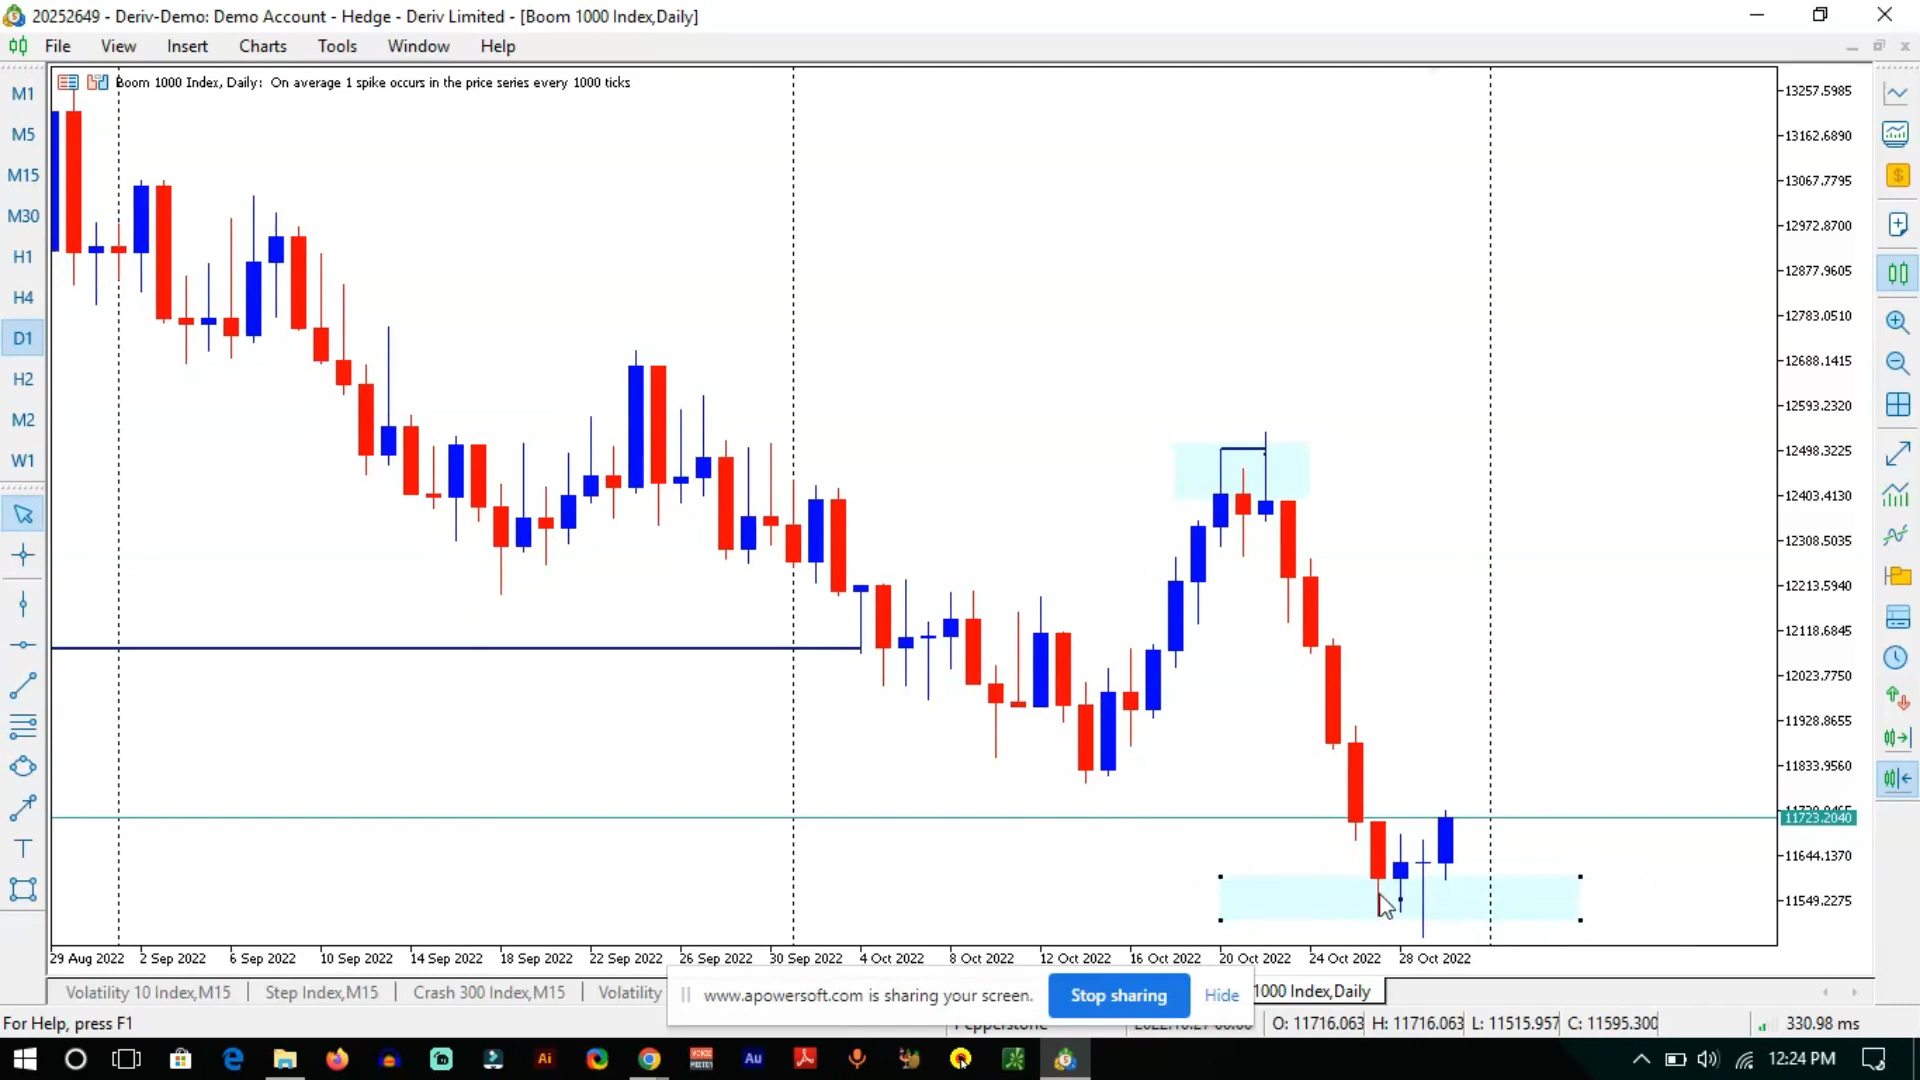 20252649 - Deriv-Demo: Demo Account - Hedge - Deriv Limited - [Boom 1000 Index,Daily]
File View Insert Charts Tools Window Help
Boom 1000 Index, Daily: On average 1 spike occurs in the price series every 1000 ticks
M1
M5
M15
M30
H1
H4
D1
H2
M2
W1
T
13257.5985
13162.6890
13067.7795
12972.8700
12877.9605
12783.0510
12688.1415
12593.2320
12498.3225
12403.4130
12308.5035
12213.5940
12118.6845
12023.7750
11928.8655
11833.9560
11723.2040
11644.1370
11549.2275
29 Aug 2022 2 Sep 2022 6 Sep 2022 10 Sep 2022 14 Sep 2022 18 Sep 2022 22 Sep 2022 26 Sep 2022 30 Sep 2022 4 Oct 2022 8 Oct 2022 12 Oct 2022 16 Oct 2022 20 Oct 2022 24 Oct 2022 28 Oct 2022
Volatility 10 Index,M15 Step Index,M15 Crash 300 Index,M15 Volatility 1000 Index,Daily
www.apowersoft.com is sharing your screen. Stop sharing Hide
For Help, press F1 O: 11716.063 H: 11716.063 L: 11515.957 C: 11595.300 330.98 ms
Ai Au 12:24 PM